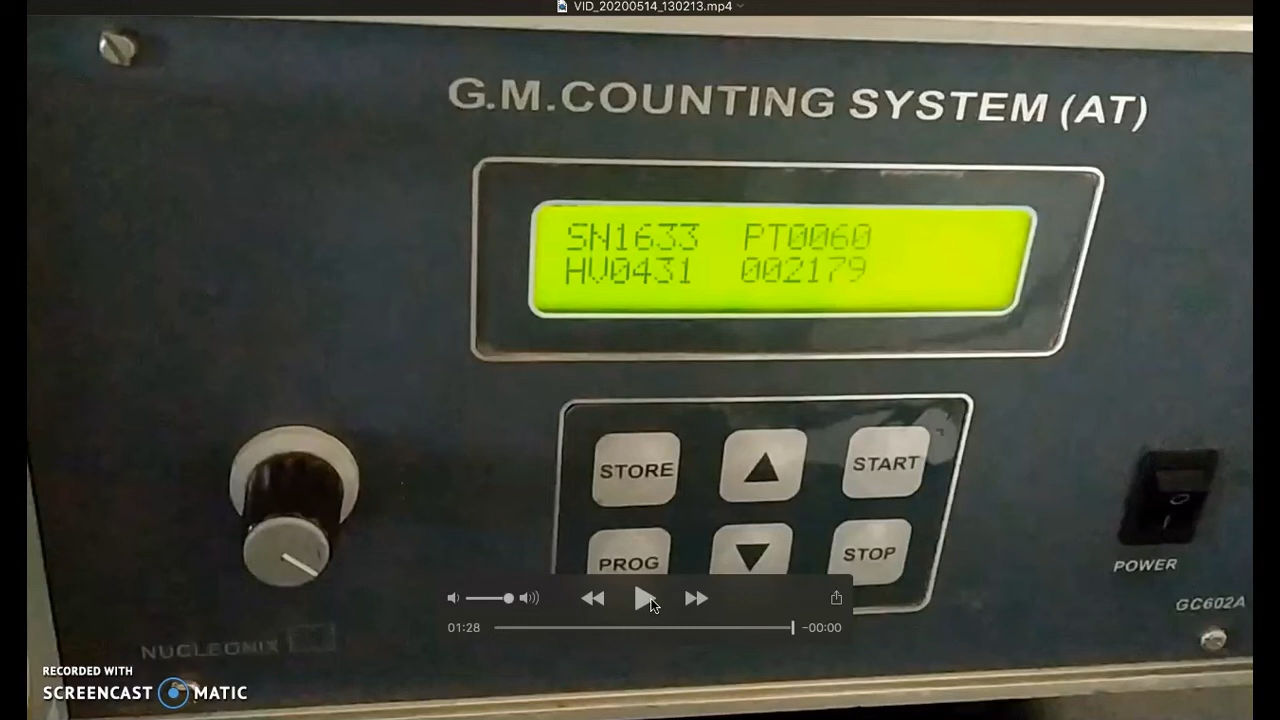 VID_20200514_130213.mp4
G.M.COUNTING SYSTEM (AT)
SN1633 PT0060
HV0431 002179
STORE START
PROG STOP
POWER
GC602A
NUCLEONIX
01:28 -00:00
RECORDED WITH
SCREENCAST MATIC